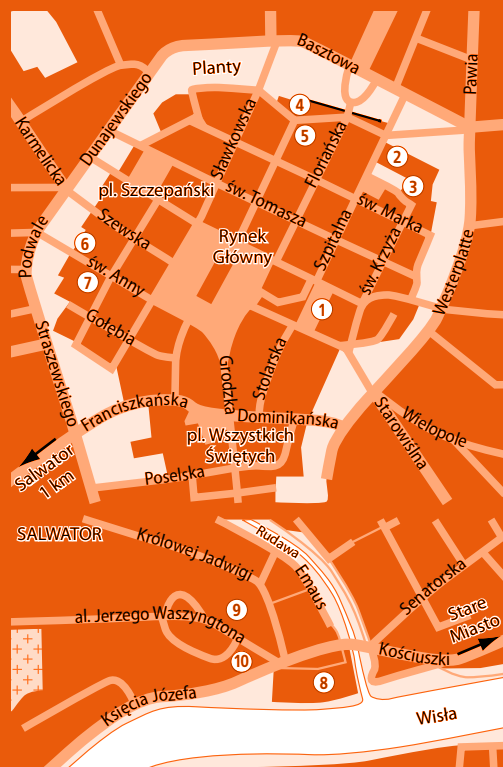 Basztowa
Planty
Pawia
Dunajewskiego
Karmelicka
4
5
Sławkowska
Floriańska
2
3
pl. Szczepański
św. Tomasza
św. Marka
Szewska
Rynek
Główny
Szpitalna
św. Krzyża
Podwale
6
św. Anny
7
Westerplatte
1
Gołębia
Straszewskiego
Grodzka
Stolarska
Franciszkańska
Dominikańska
Starowiślna
Wielopole
pl. Wszystkich
Świętych
Salwator
1 km
Poselska
SALWATOR
Królowej Jadwigi
Rudawa
Emaus
Senatorska
9
al. Jerzego Waszyngtona
Stare
Miasto
10
Kościuszki
8
Księcia Józefa
Wisła